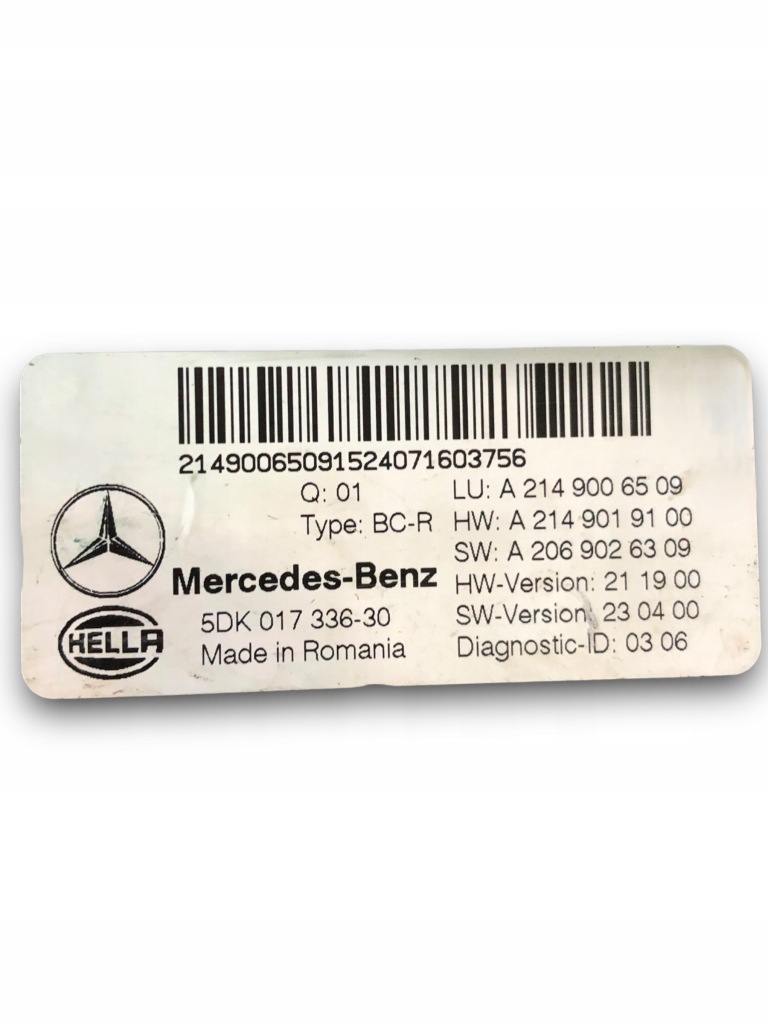 21490065091524071603756
Q: 01
LU: A 214 900 65 09
Type: BC-R
HW: A 214 901 91 00
SW: A 206 902 63 09
Mercedes-Benz
HW-Version: 21 19 00
5DK 017 336-30
SW-Version: 23 04 00
HELLA
Made in Romania
Diagnostic-ID: 03 06